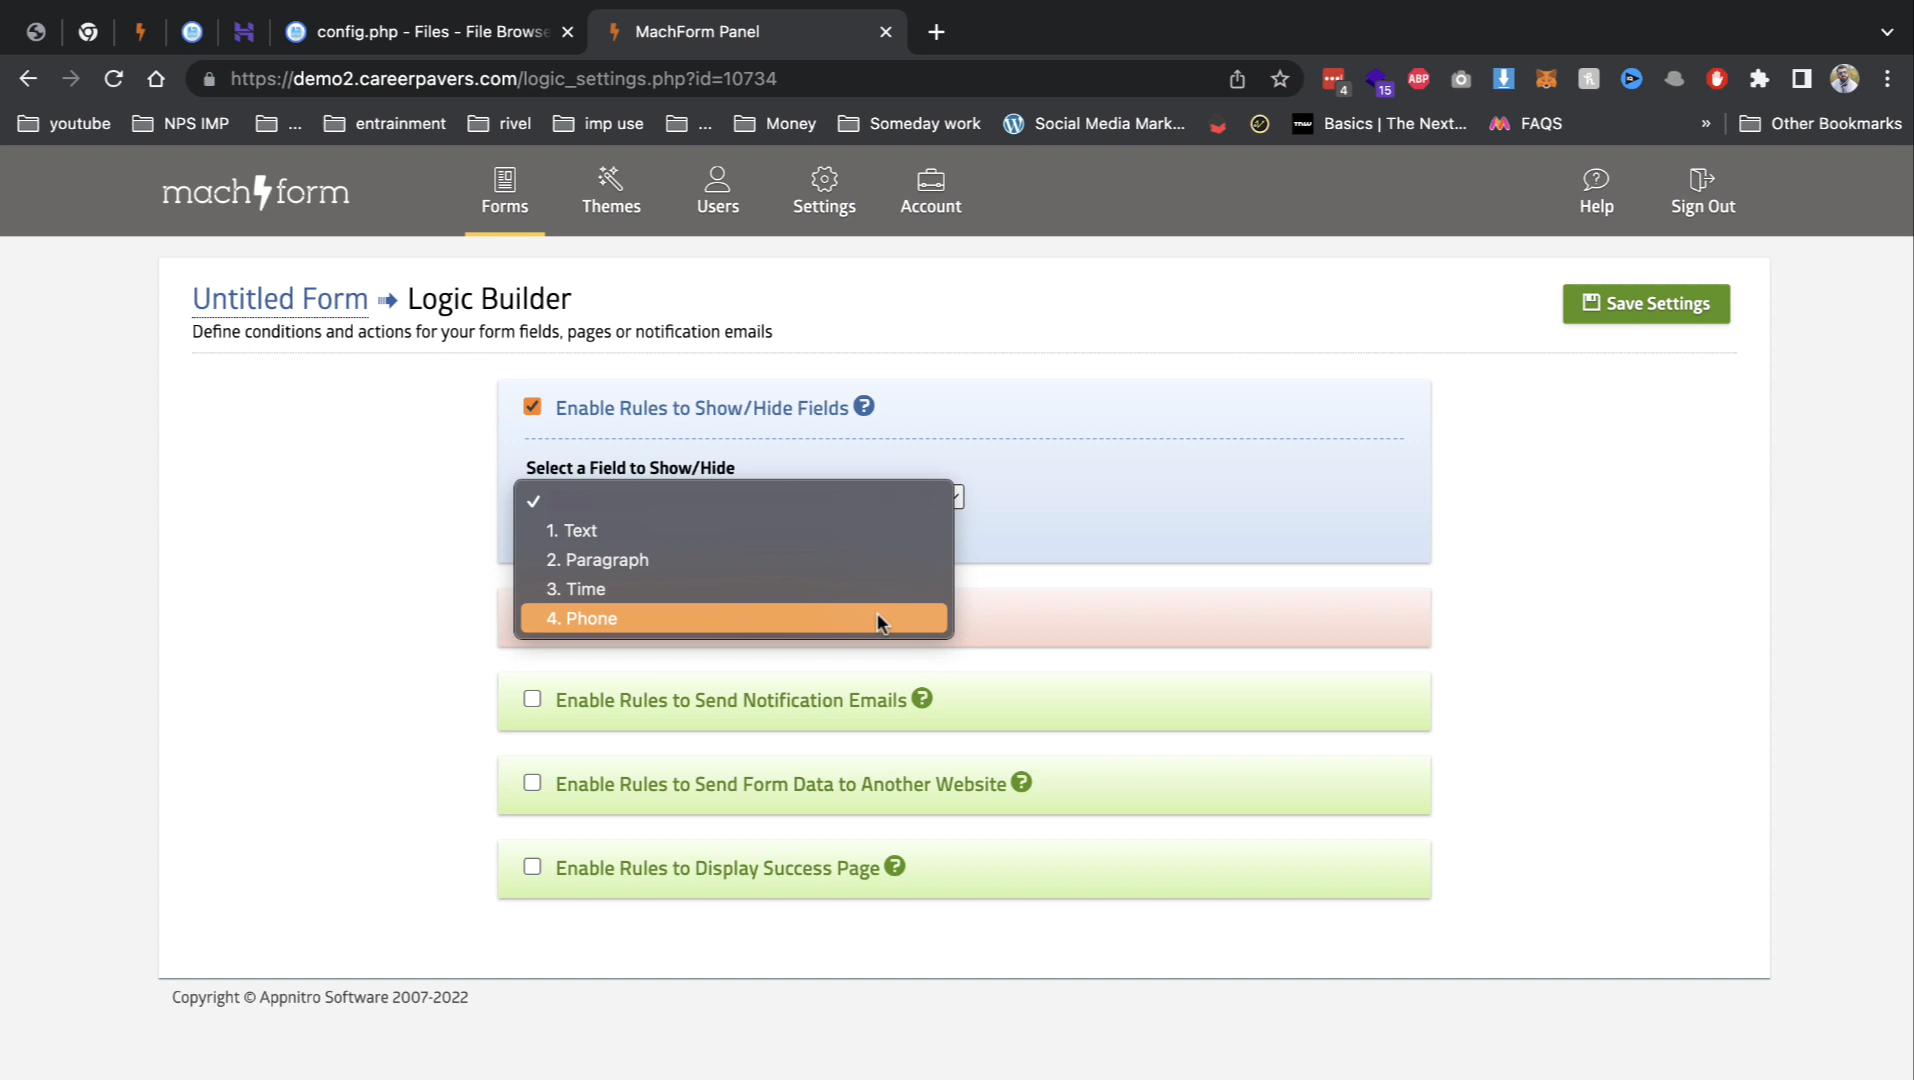 config.php - Files - File Browse
MachForm Panel
https://demo2.careerpavers.com/logic_settings.php?id=10734
4
15
ABP
youtube
NPS IMP
...
entrainment
rivel
imp use
...
Money
Someday work
Social Media Mark...
TNW
Basics | The Next...
FAQS
»
Other Bookmarks
machform
Forms
Themes
Users
Settings
Account
Help
Sign Out
Untitled Form Logic Builder
Save Settings
Define conditions and actions for your form fields, pages or notification emails
Enable Rules to Show/Hide Fields ?
Select a Field to Show/Hide
1. Text
2. Paragraph
3. Time
4. Phone
Enable Rules to Send Notification Emails ?
Enable Rules to Send Form Data to Another Website ?
Enable Rules to Display Success Page ?
Copyright © Appnitro Software 2007-2022